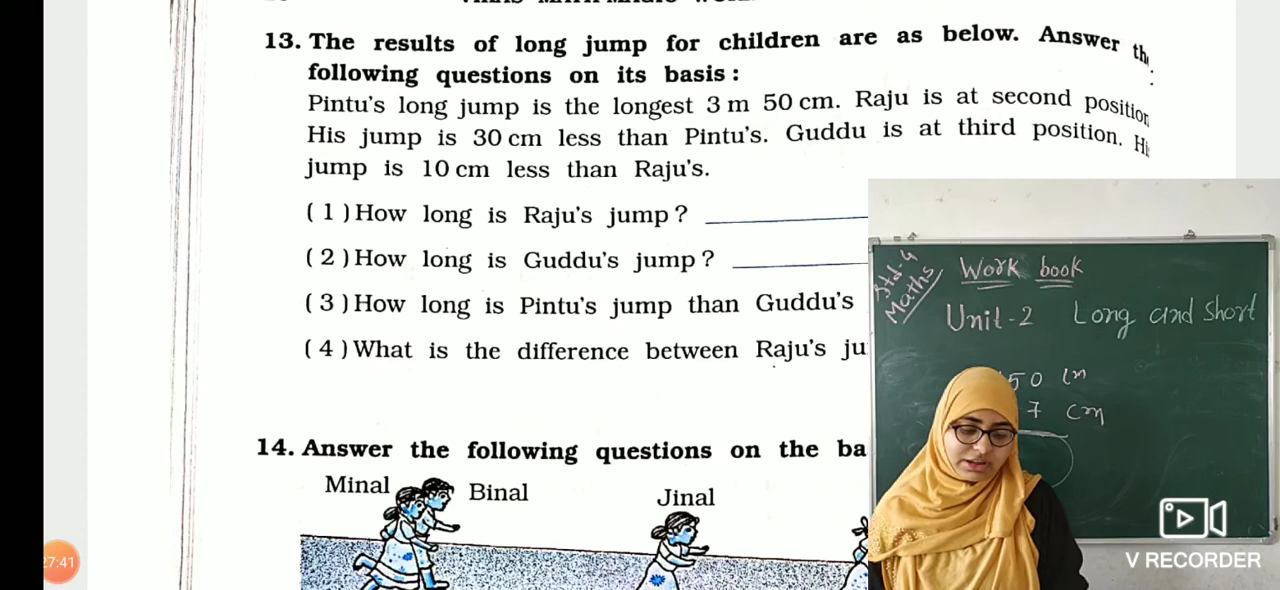 13. The results of long jump for children are as below. Answer
following questions on its basis :
Pintu's long jump is the longest 3 m 50 cm. Raju is at second position
His jump is 30 cm less than Pintu's. Guddu is at third position.
jump is 10 cm less than Raju's.
( 1 ) How long is Raju's jump ?
( 2 ) How long is Guddu's jump ?
( 3 ) How long is Pintu's jump than Guddu's
( 4 ) What is the difference between Raju's
14. Answer the following questions on the
Minal
Binal
Jinal
27:41
Std-4
Maths
Work book
Unit-2 Long and Short
50 cm
7 cm
V RECORDER